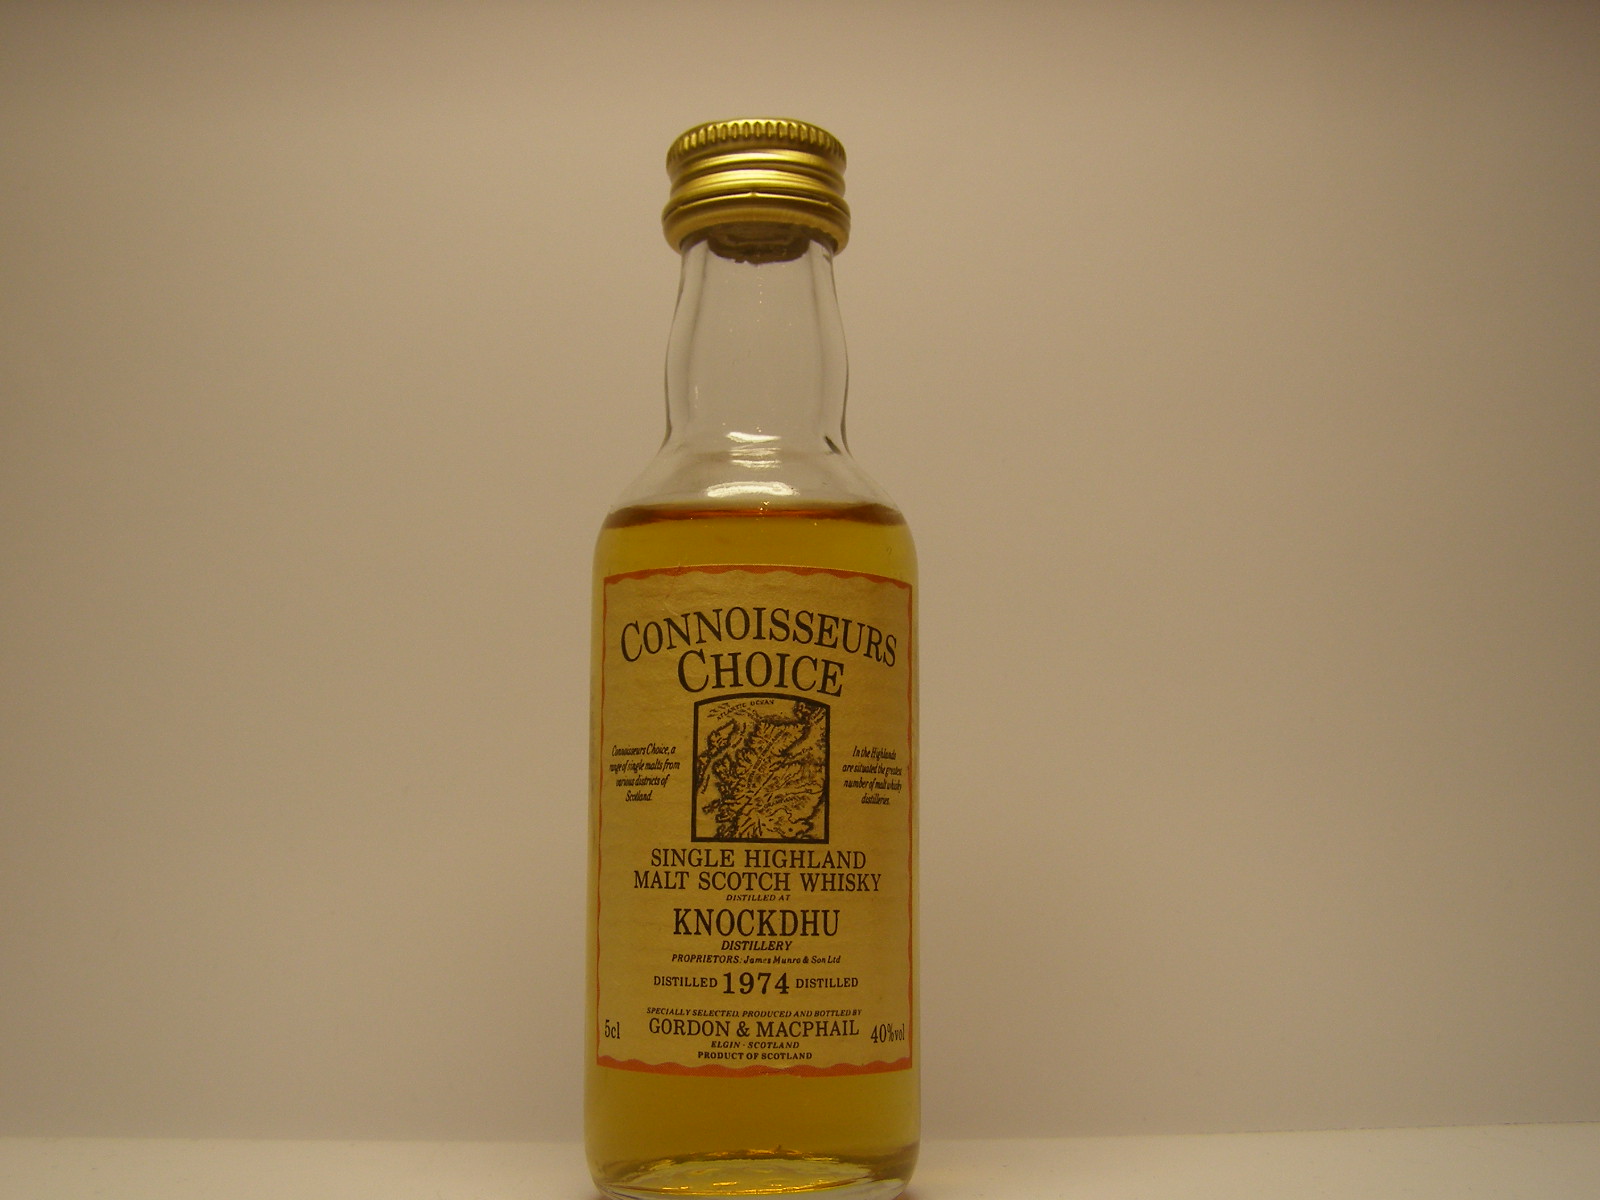 CONNOISSEURS
CHOICE
ATLANTIC OCEAN
Connoisseurs Choice, a
range of single malts from
various districts of
Scotland.
In the Highlands
are situated the greatest
number of malt whisky
distilleries.
SINGLE HIGHLAND
MALT SCOTCH WHISKY
DISTILLED AT
KNOCKDHU
DISTILLERY
PROPRIETORS: James Munro & Son Ltd
DISTILLED 1974 DISTILLED
SPECIALLY SELECTED, PRODUCED AND BOTTLED BY
5cl GORDON & MACPHAIL 40%vol
ELGIN - SCOTLAND
PRODUCT OF SCOTLAND